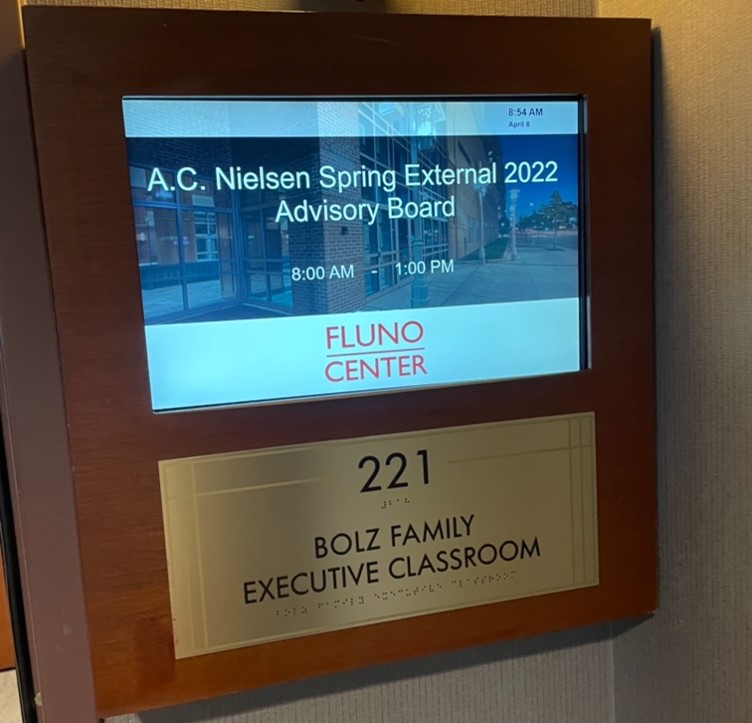 8:54 AM
April 8
A.C. Nielsen Spring External 2022
Advisory Board
8:00 AM - 1:00 PM
FLUNO
CENTER
221
BOLZ FAMILY
EXECUTIVE CLASSROOM